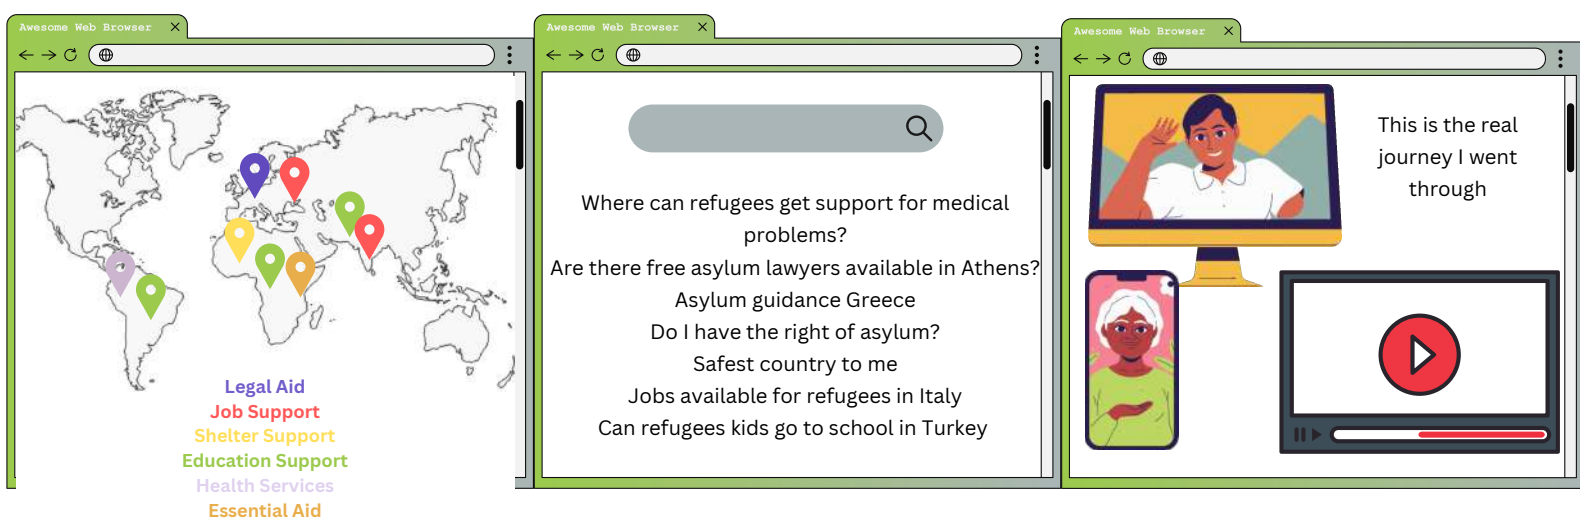 Awesome Web Browser
Legal Aid
Job Support
Shelter Support
Education Support
Health Services
Essential Aid
Awesome Web Browser
Where can refugees get support for medical
problems?
Are there free asylum lawyers available in Athens?
Asylum guidance Greece
Do I have the right of asylum?
Safest country to me
Jobs available for refugees in Italy
Can refugees kids go to school in Turkey
Awesome Web Browser
This is the real
journey I went
through